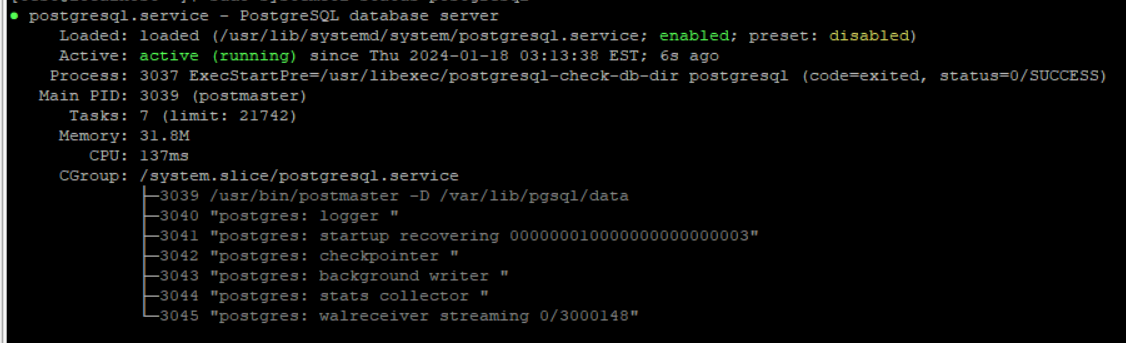 ● postgresql.service - PostgreSQL database server
Loaded: loaded (/usr/lib/systemd/system/postgresql.service; enabled; preset: disabled)
Active: active (running) since Thu 2024-01-18 03:13:38 EST; 6s ago
Process: 3037 ExecStartPre=/usr/libexec/postgresql-check-db-dir postgresql (code=exited, status=0/SUCCESS)
Main PID: 3039 (postmaster)
Tasks: 7 (limit: 21742)
Memory: 31.8M
CPU: 137ms
CGroup: /system.slice/postgresql.service
├─3039 /usr/bin/postmaster -D /var/lib/pgsql/data
├─3040 "postgres: logger "
├─3041 "postgres: startup recovering 000000010000000000000003"
├─3042 "postgres: checkpointer "
├─3043 "postgres: background writer "
├─3044 "postgres: stats collector "
└─3045 "postgres: walreceiver streaming 0/3000148"